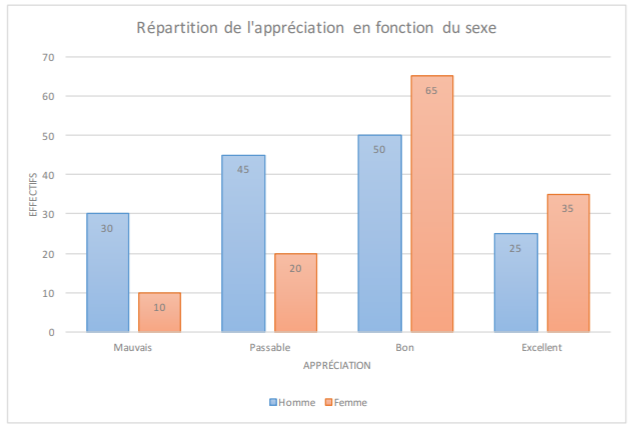 Répartition de l'appréciation en fonction du sexe
70
60
50
40
30
20
10
0
EFFECTIFS
30
10
45
20
50
65
25
35
Mauvais
Passable
Bon
Excellent
APPRÉCIATION
Homme
Femme